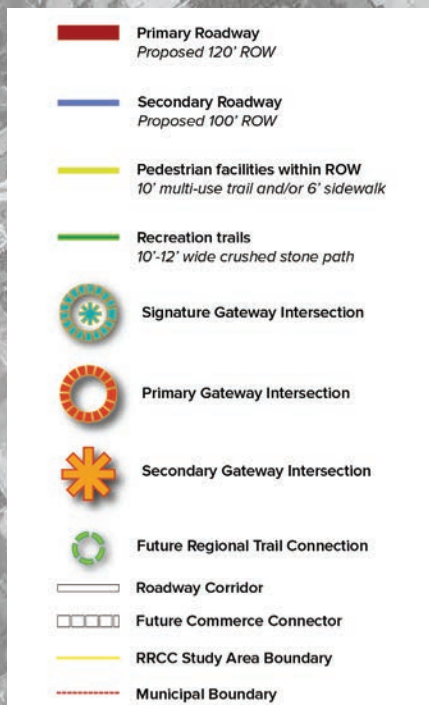 Primary Roadway
Proposed 120' ROW
Secondary Roadway
Proposed 100' ROW
Pedestrian facilities within ROW
10' multi-use trail and/or 6' sidewalk
Recreation trails
10'-12' wide crushed stone path
Signature Gateway Intersection
Primary Gateway Intersection
Secondary Gateway Intersection
Future Regional Trail Connection
Roadway Corridor
Future Commerce Connector
RRCC Study Area Boundary
Municipal Boundary